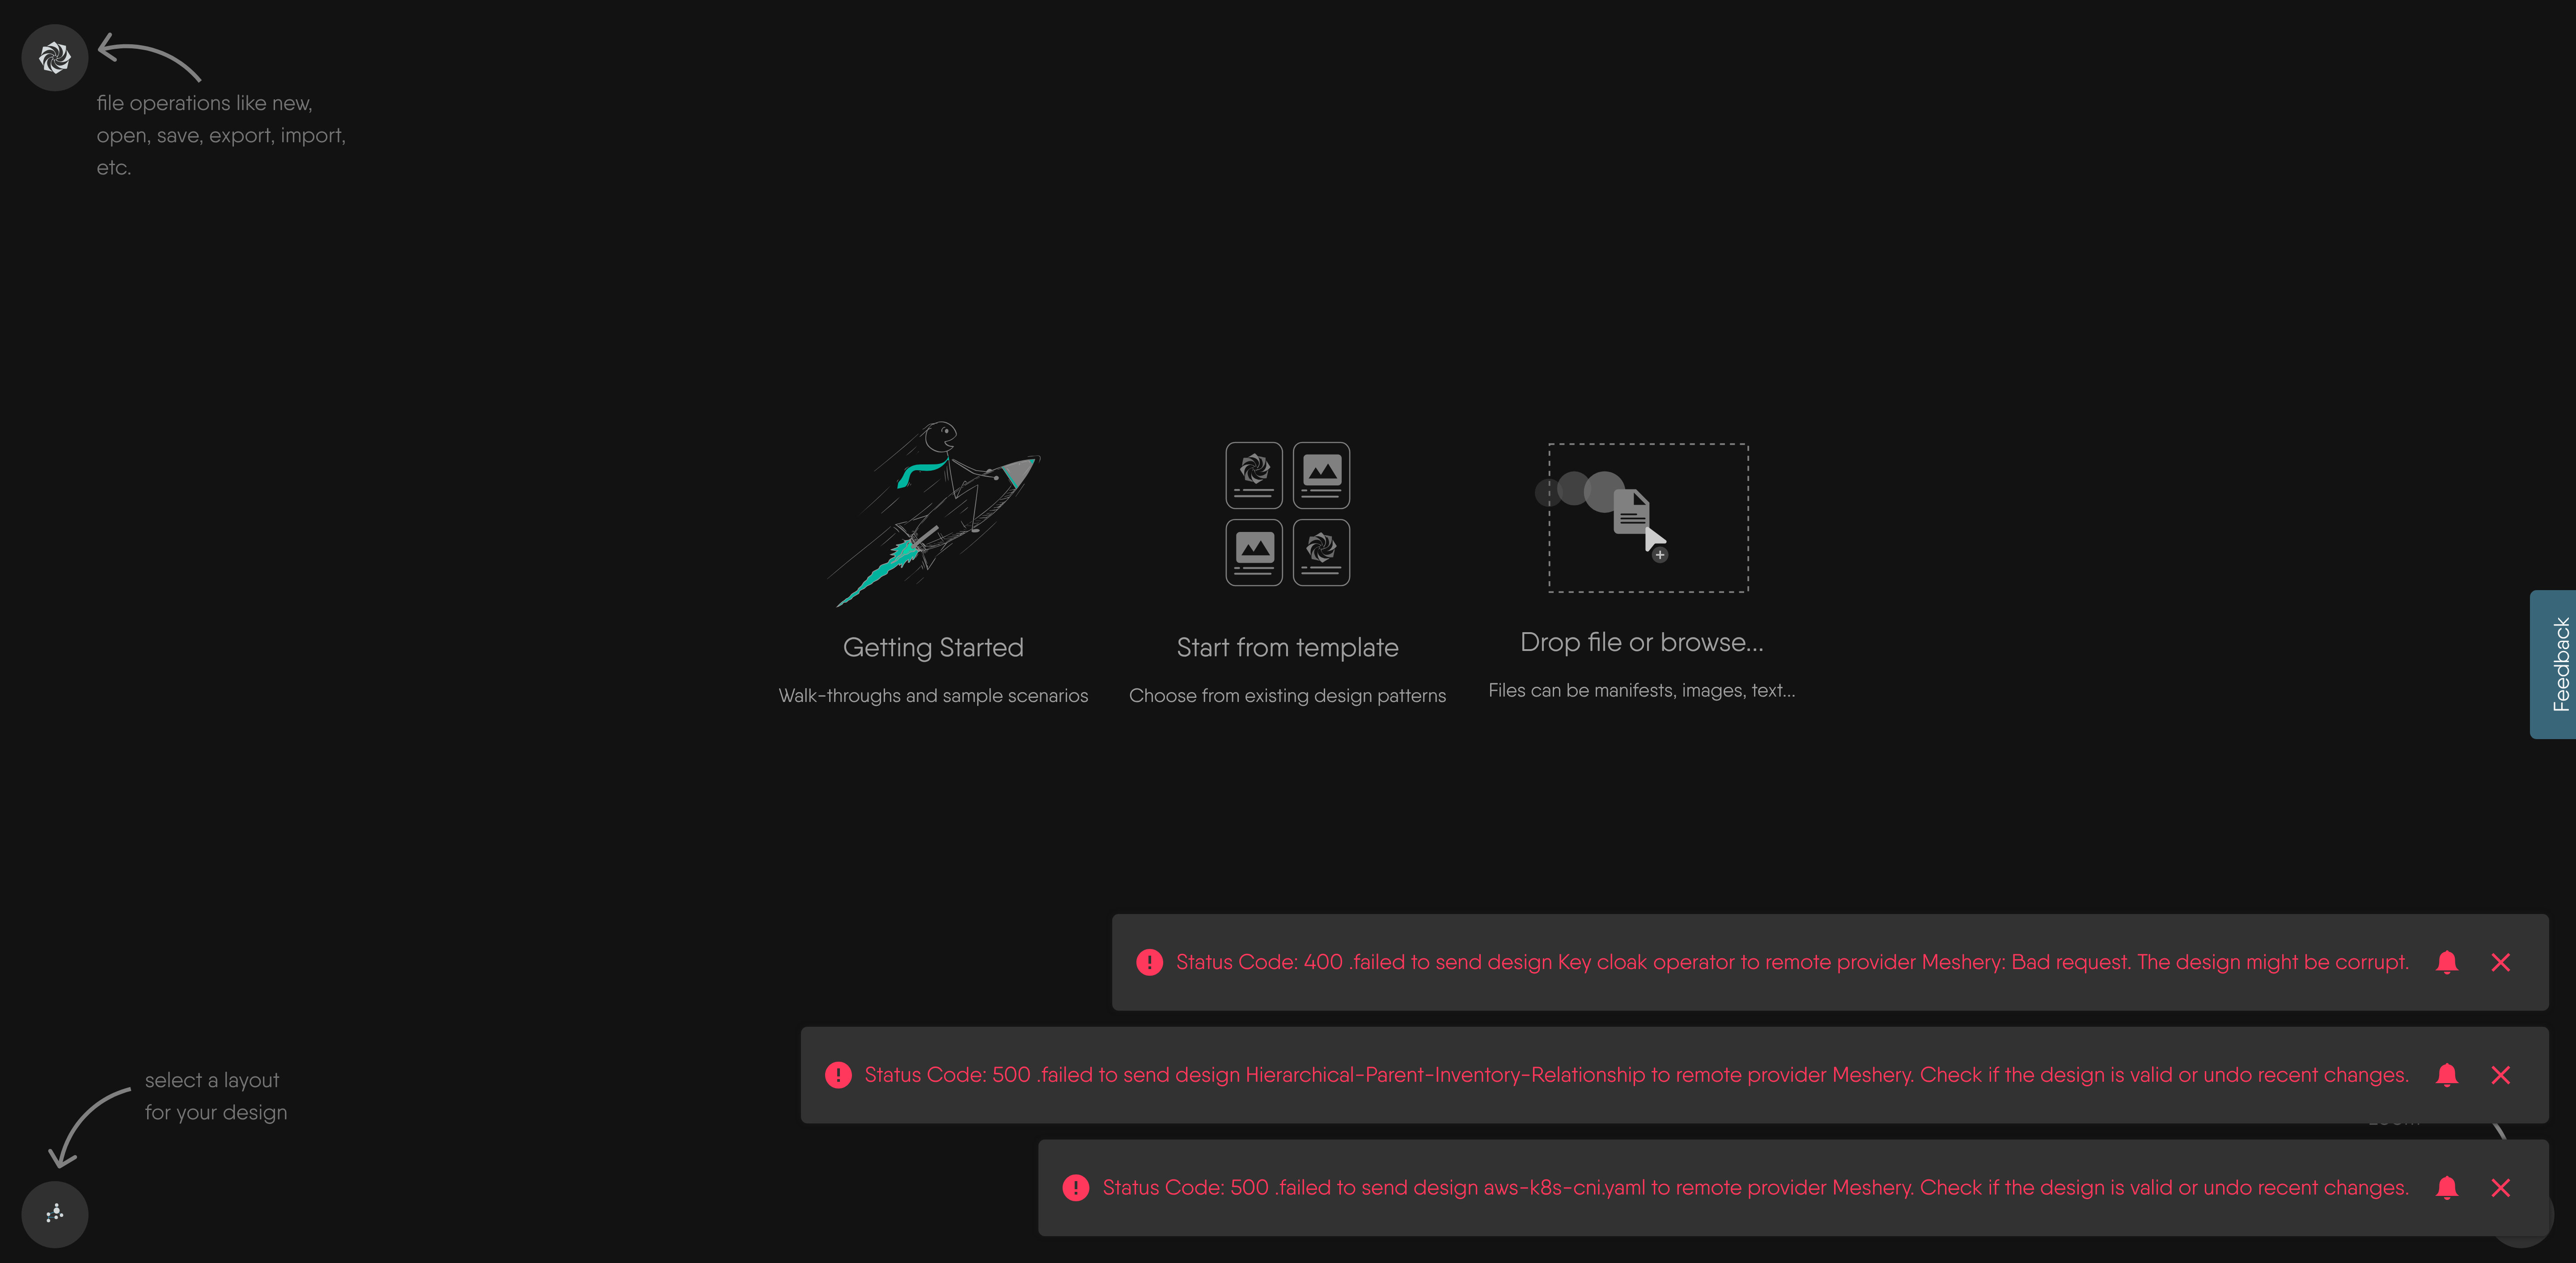 file operations like new,
open, save, export, import,
etc.
Getting Started
Walk-throughs and sample scenarios
Start from template
Choose from existing design patterns
Drop file or browse...
Files can be manifests, images, text...
Feedback
Status Code: 400 .failed to send design Key cloak operator to remote provider Meshery: Bad request. The design might be corrupt.
Status Code: 500 .failed to send design Hierarchical-Parent-Inventory-Relationship to remote provider Meshery. Check if the design is valid or undo recent changes.
Status Code: 500 .failed to send design aws-k8s-cni.yaml to remote provider Meshery. Check if the design is valid or undo recent changes.
select a layout
for your design